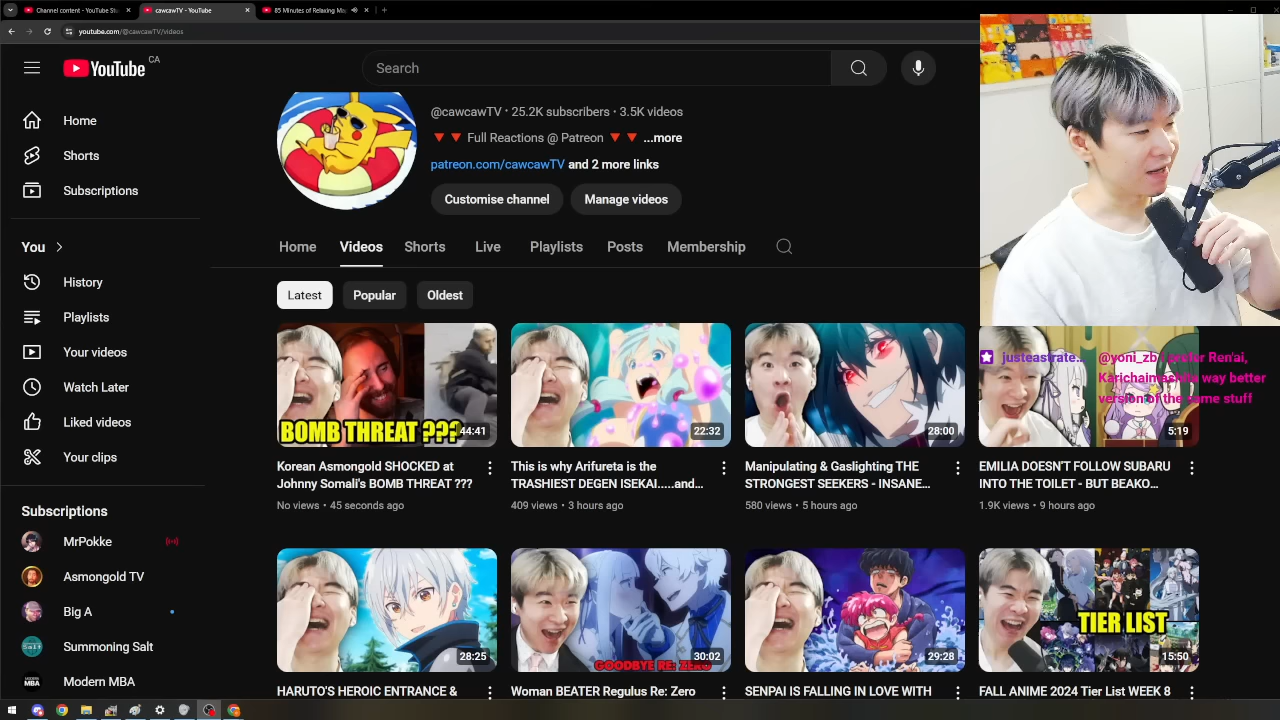 Channel content - YouTube St
cawcawTV - YouTube
85 Minutes of Relaxing Ma
youtube.com/@cawcawTV/videos
YouTube CA
Search
Home
Shorts
Subscriptions
You
History
Playlists
Your videos
Watch Later
Liked videos
Your clips
Subscriptions
MrPokke
Asmongold TV
Big A
Summoning Salt
Modern MBA
@cawcawTV · 25.2K subscribers · 3.5K videos
Full Reactions @ Patreon ...more
patreon.com/cawcawTV and 2 more links
Customise channel
Manage videos
Home Videos Shorts Live Playlists Posts Membership
Latest Popular Oldest
BOMB THREAT ???
44:41
22:32
28:00
5:19
justeastrate...
@yoni_zb I prefer Ren'ai,
Karichaimashita way better
version of the same stuff
Korean Asmongold SHOCKED at
Johnny Somali's BOMB THREAT ???
No views · 45 seconds ago
This is why Arifureta is the
TRASHIEST DEGEN ISEKAI.....and...
409 views · 3 hours ago
Manipulating & Gaslighting THE
STRONGEST SEEKERS - INSANE...
580 views · 5 hours ago
EMILIA DOESN'T FOLLOW SUBARU
INTO THE TOILET - BUT BEAKO...
1.9K views · 9 hours ago
28:25
GOODBYE RE: ZERO
30:02
29:28
TIER LIST
15:50
HARUTO'S HEROIC ENTRANCE &
Woman BEATER Regulus Re: Zero
SENPAI IS FALLING IN LOVE WITH
FALL ANIME 2024 Tier List WEEK 8